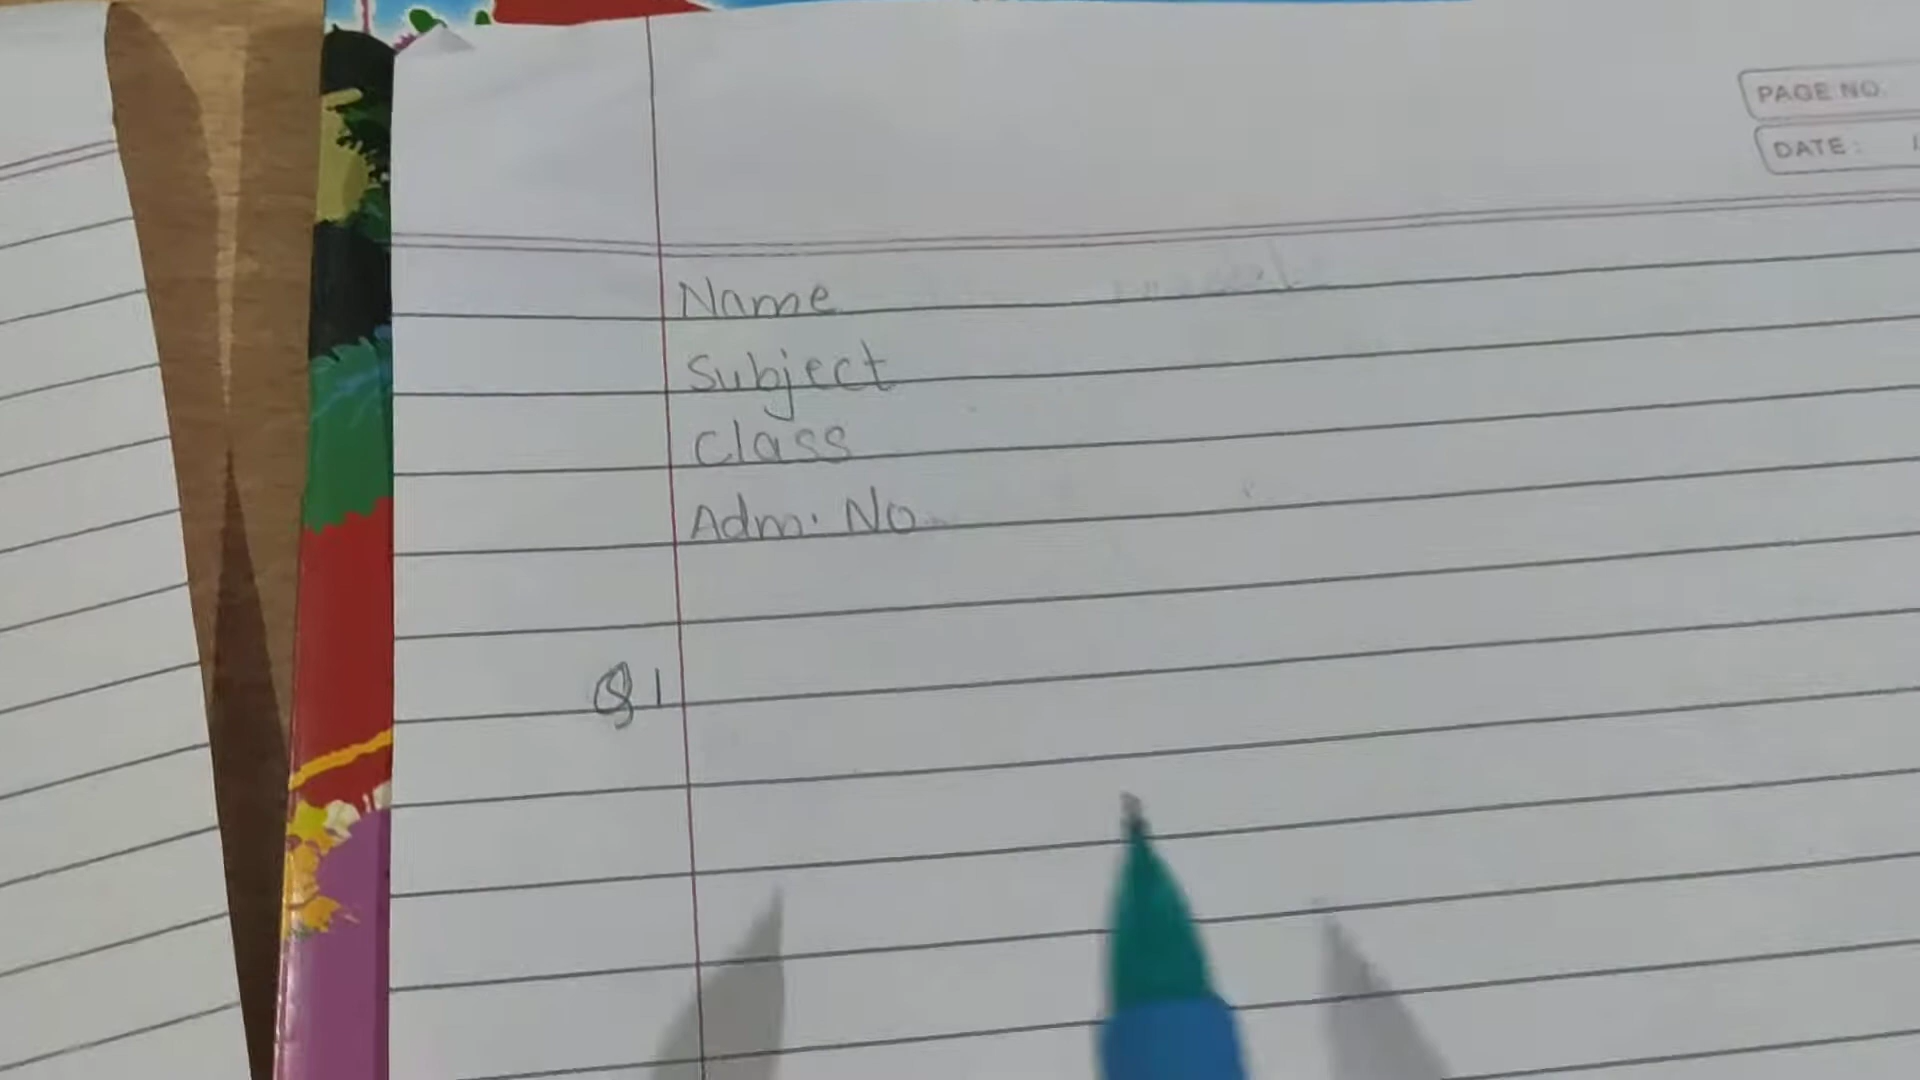 PAGE NO.
DATE: /
Name
Subject
Class
Adm. No.
Q1